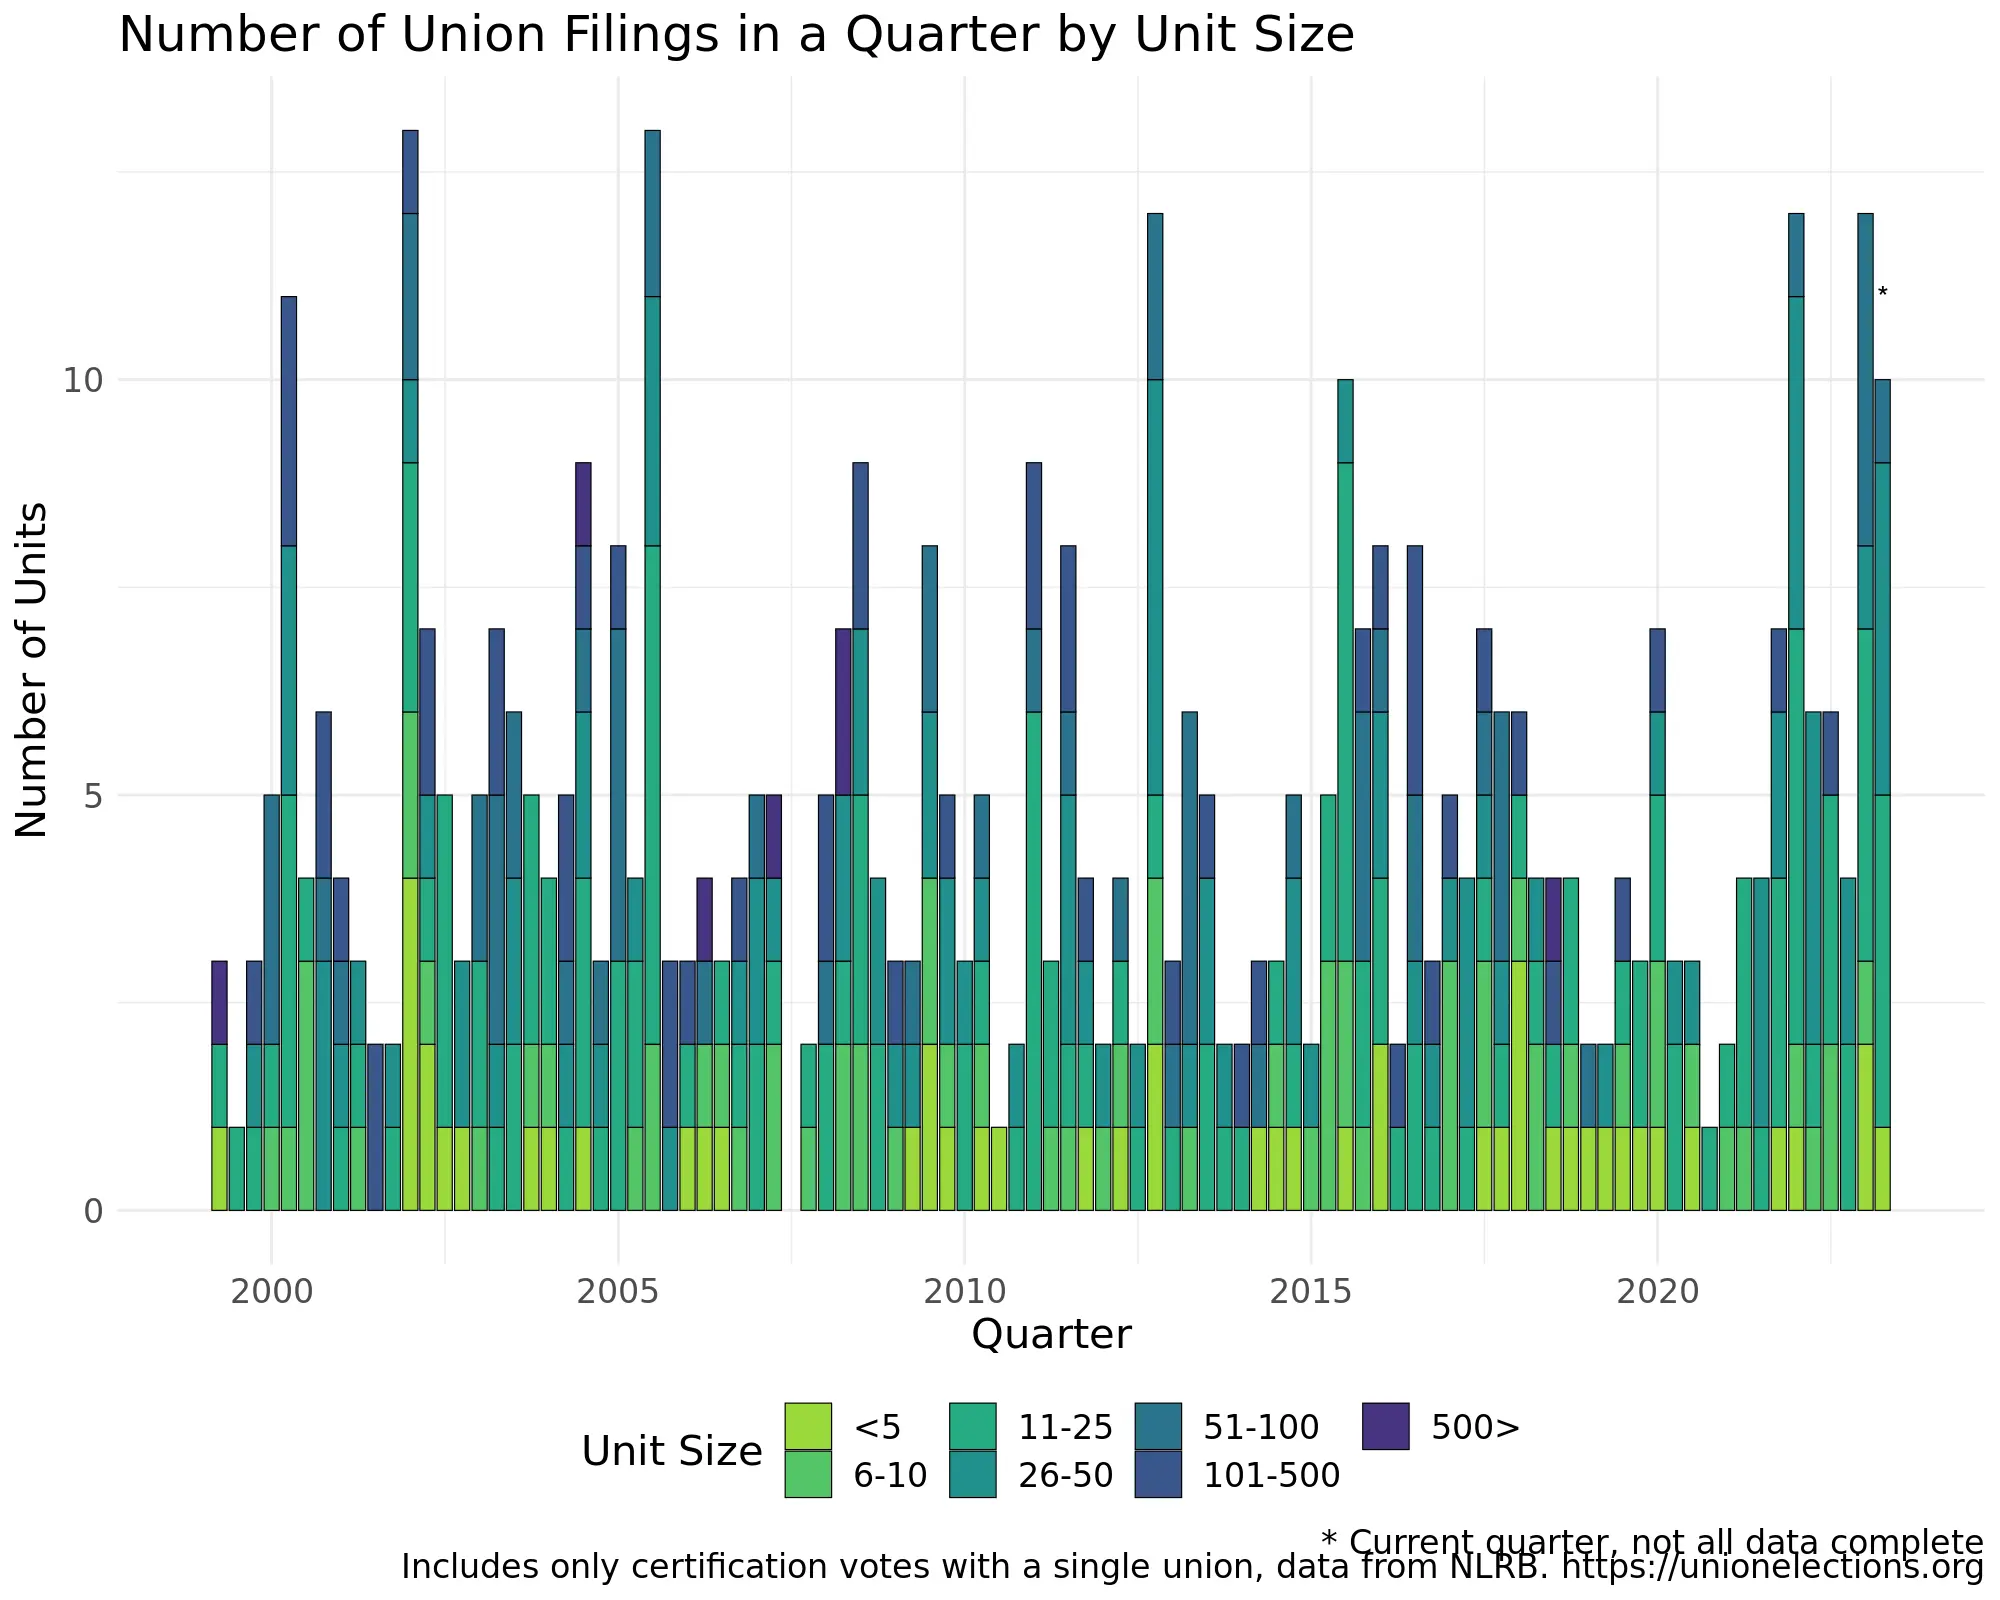 Number of Union Filings in a Quarter by Unit Size
Number of Units
10
5
0
*
2000 2005 2010 2015 2020
Quarter
Unit Size
<5 11-25 51-100 500>
6-10 26-50 101-500
* Current quarter, not all data complete
Includes only certification votes with a single union, data from NLRB. https://unionelections.org